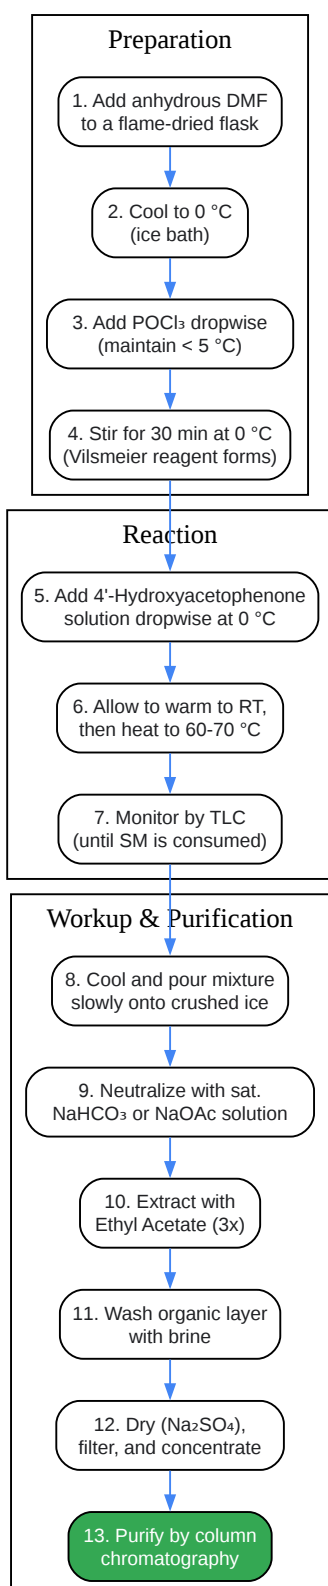 Preparation
1. Add anhydrous DMF
to a flame-dried flask
2. Cool to 0 °C
(ice bath)
3. Add POCl₃ dropwise
(maintain < 5 °C)
4. Stir for 30 min at 0 °C
(Vilsmeier reagent forms)
Reaction
5. Add 4'-Hydroxyacetophenone
solution dropwise at 0 °C
6. Allow to warm to RT,
then heat to 60-70 °C
7. Monitor by TLC
(until SM is consumed)
Workup & Purification
8. Cool and pour mixture
slowly onto crushed ice
9. Neutralize with sat.
NaHCO₃ or NaOAc solution
10. Extract with
Ethyl Acetate (3x)
11. Wash organic layer
with brine
12. Dry (Na₂SO₄),
filter, and concentrate
13. Purify by column
chromatography